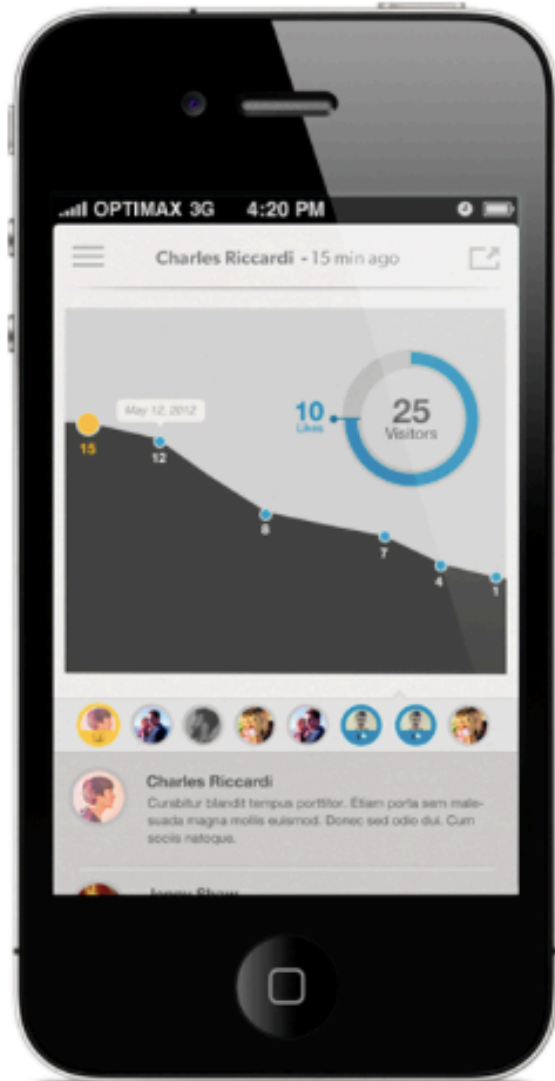 OPTIMAX 3G 4:20 PM
Charles Riccardi - 15 min ago
May 12, 2012
10
Likes
25
Visitors
15
12
8
7
4
1
Charles Riccardi
Curabitur blandit tempus porttitor. Etiam porta sem male-
suada magna mollis euismod. Donec sed odio dui. Cum
sociis natoque.
Jenny Shaw